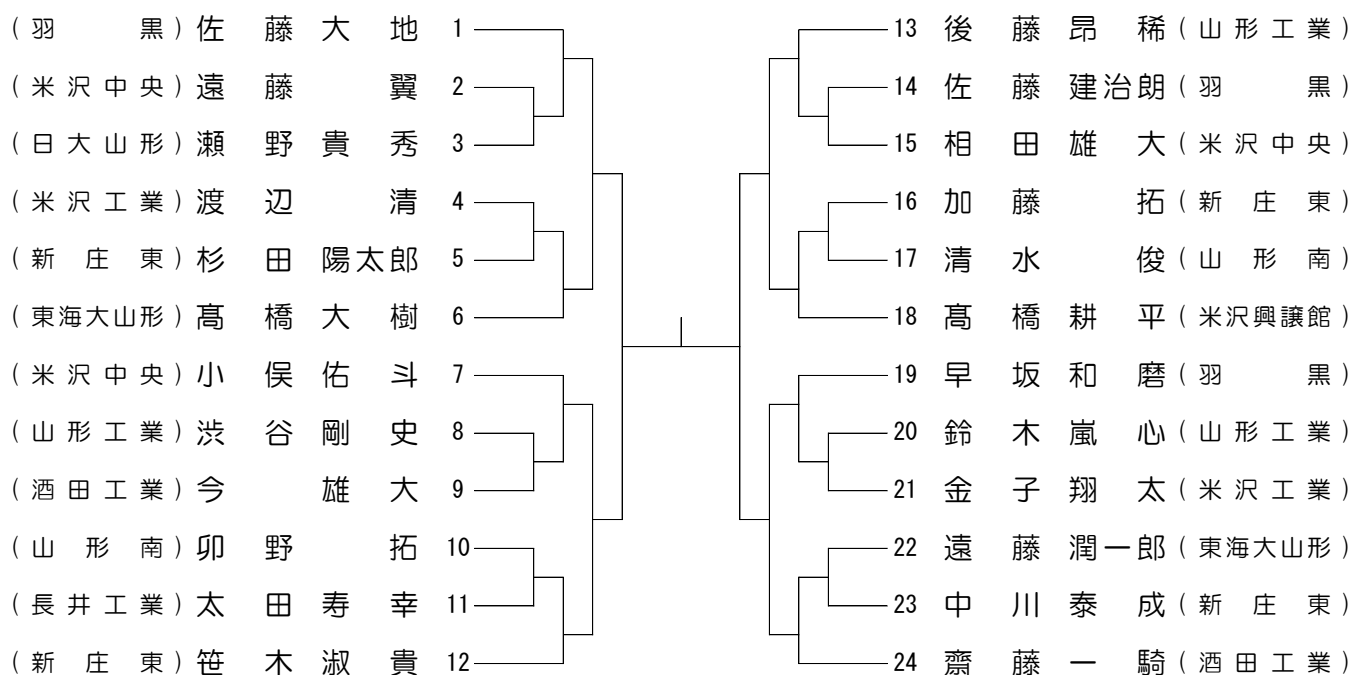 (羽黒)佐藤大地 1
(米沢中央)遠藤翼 2
(日大山形)瀬野貴秀 3
(米沢工業)渡辺清 4
(新庄東)杉田陽太郎 5
(東海大山形)髙橋大樹 6
(米沢中央)小俣佑斗 7
(山形工業)渋谷剛史 8
(酒田工業)今雄大 9
(山形南)卯野拓 10
(長井工業)太田寿幸 11
(新庄東)笹木淑貴 12
13 後藤昂稀(山形工業)
14 佐藤建治朗(羽黒)
15 相田雄大(米沢中央)
16 加藤拓(新庄東)
17 清水俊(山形南)
18 髙橋耕平(米沢興譲館)
19 早坂和磨(羽黒)
20 鈴木嵐心(山形工業)
21 金子翔太(米沢工業)
22 遠藤潤一郎(東海大山形)
23 中川泰成(新庄東)
24 齋藤一騎(酒田工業)